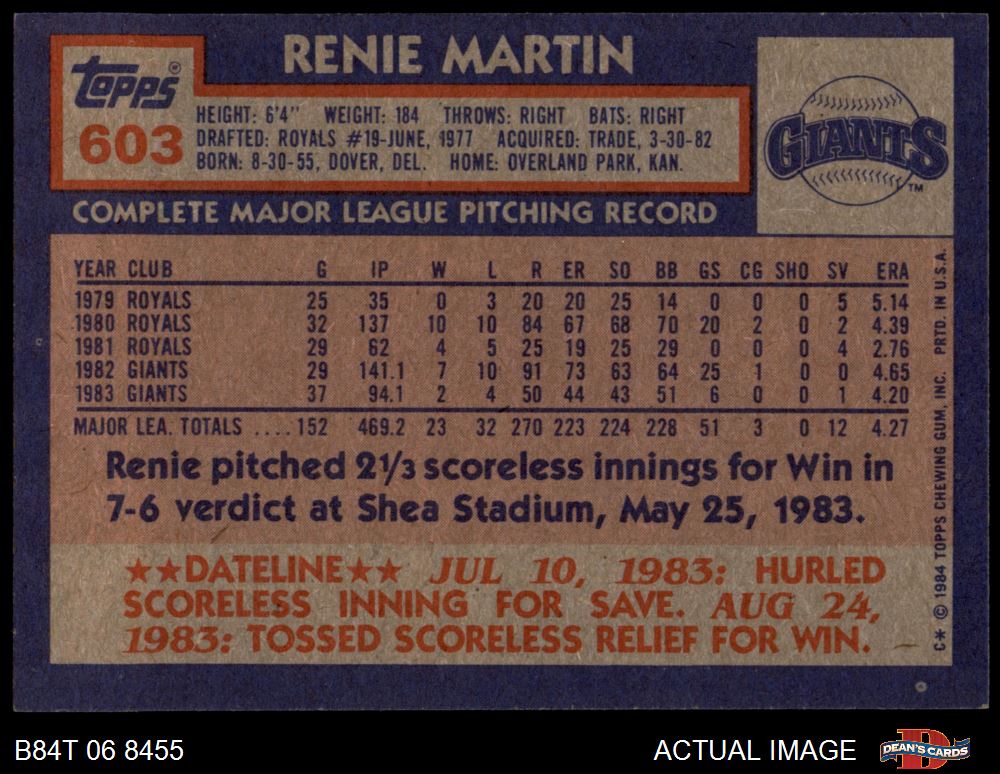 RENIE MARTIN
Topps®
603
HEIGHT: 6'4" WEIGHT: 184 THROWS: RIGHT BATS: RIGHT
DRAFTED: ROYALS #19-JUNE, 1977 ACQUIRED: TRADE, 3-30-82
BORN: 8-30-55, DOVER, DEL. HOME: OVERLAND PARK, KAN.
GIANTS
TM
COMPLETE MAJOR LEAGUE PITCHING RECORD
YEAR CLUB G IP W L R ER SO BB GS CG SHO SV ERA
1979 ROYALS 25 35 0 3 20 20 25 14 0 0 0 5 5.14
1980 ROYALS 32 137 10 10 84 67 68 70 20 2 0 2 4.39
1981 ROYALS 29 62 4 5 25 19 25 29 0 0 0 4 2.76
1982 GIANTS 29 141.1 7 10 91 73 63 64 25 1 0 0 4.65
1983 GIANTS 37 94.1 2 4 50 44 43 51 6 0 0 1 4.20
MAJOR LEA. TOTALS ....152 469.2 23 32 270 223 224 228 51 3 0 12 4.27
Renie pitched 2⅓ scoreless innings for Win in
7-6 verdict at Shea Stadium, May 25, 1983.
★★DATELINE★★ JUL 10, 1983: HURLED
SCORELESS INNING FOR SAVE. AUG 24,
1983: TOSSED SCORELESS RELIEF FOR WIN.
C* © 1984 TOPPS CHEWING GUM, INC. PRTD. IN U.S.A.
B84T 06 8455
ACTUAL IMAGE
DEAN'S CARDS